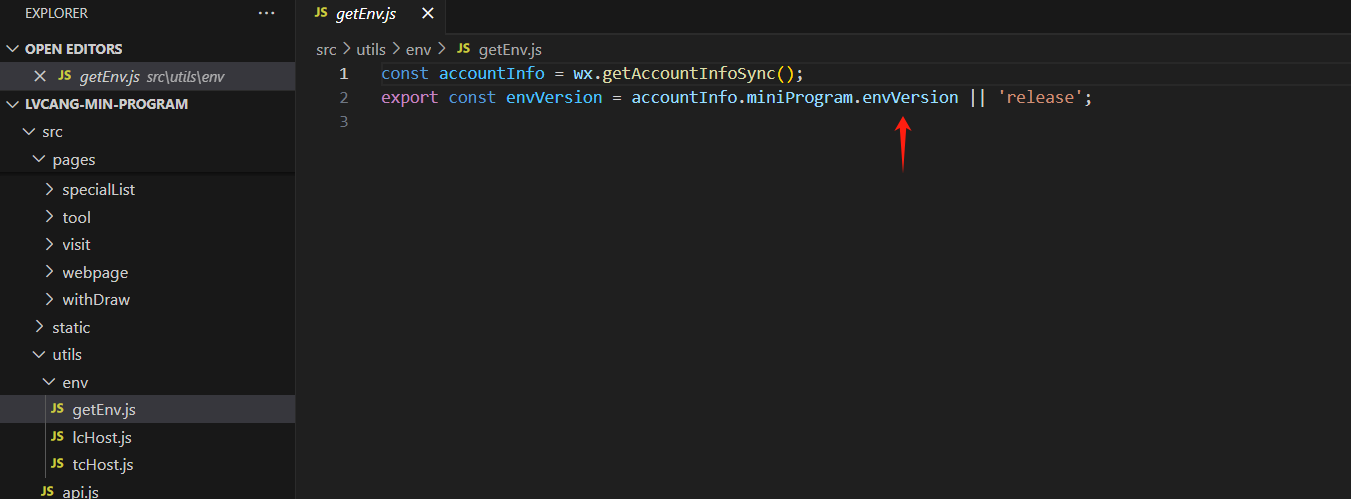 EXPLORER
OPEN EDITORS
JS getEnv.js src\utils\env
LVCANG-MIN-PROGRAM
src
pages
specialList
tool
visit
webpage
withDraw
static
utils
env
JS getEnv.js
JS lcHost.js
JS tcHost.js
JS api.js
JS getEnv.js
src > utils > env > JS getEnv.js
1 const accountInfo = wx.getAccountInfoSync();
2 export const envVersion = accountInfo.miniProgram.envVersion || 'release';
3